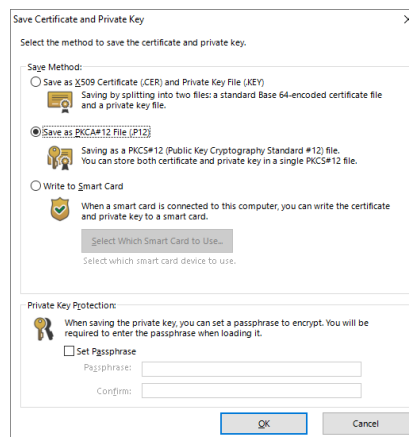 Save Certificate and Private Key
Select the method to save the certificate and private key.
Save Method:
Save as X509 Certificate (.CER) and Private Key File (.KEY)
Saving by splitting into two files: a standard Base 64-encoded certificate file
and a private key file.
Save as PKCA#12 File (.P12)
Saving as a PKCS#12 (Public Key Cryptography Standard #12) file.
You can store both certificate and private key in a single PKCS#12 file.
Write to Smart Card
When a smart card is connected to this computer, you can write the certificate
and private key to a smart card.
Select Which Smart Card to Use...
Select which smart card device to use.
Private Key Protection:
When saving the private key, you can set a passphrase to encrypt. You will be
required to enter the passphrase when loading it.
Set Passphrase
Passphrase:
Confirm:
OK
Cancel